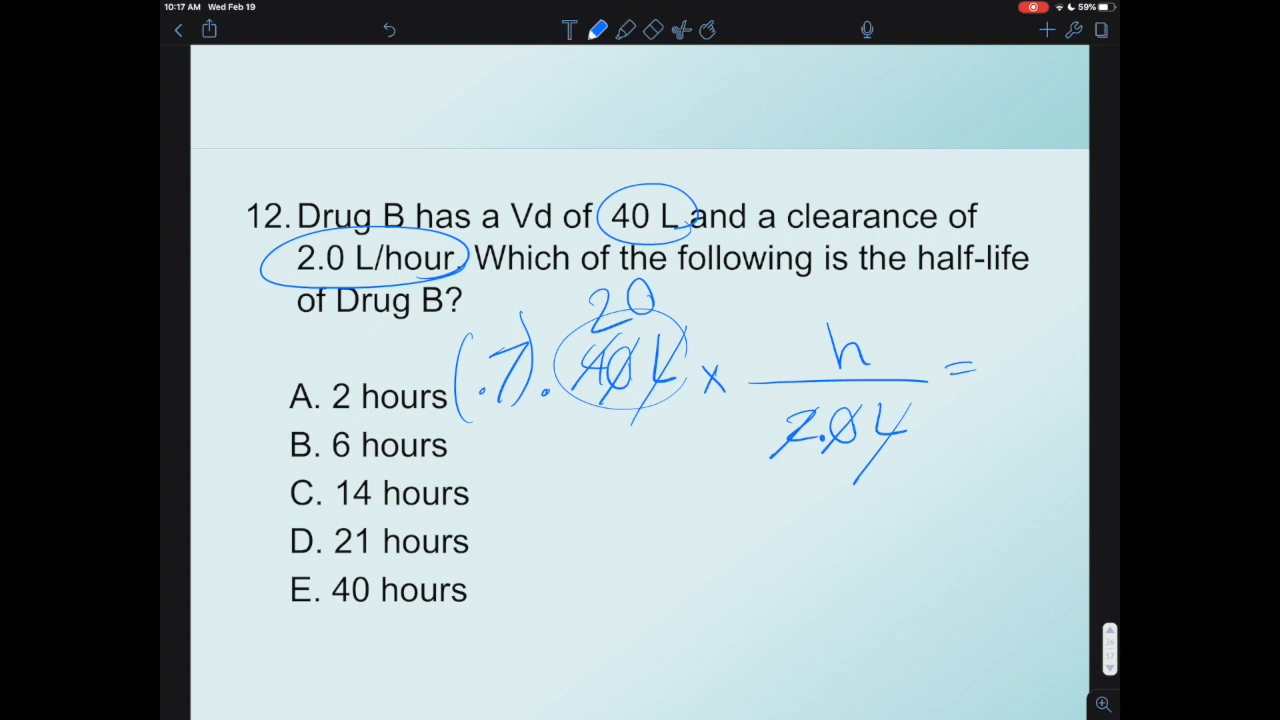 10:17 AM Wed Feb 19
59%
12. Drug B has a Vd of 40 L and a clearance of
2.0 L/hour. Which of the following is the half-life
of Drug B?
20
(.7) . 40 L x h =
2.0 L
A. 2 hours
B. 6 hours
C. 14 hours
D. 21 hours
E. 40 hours
36
57